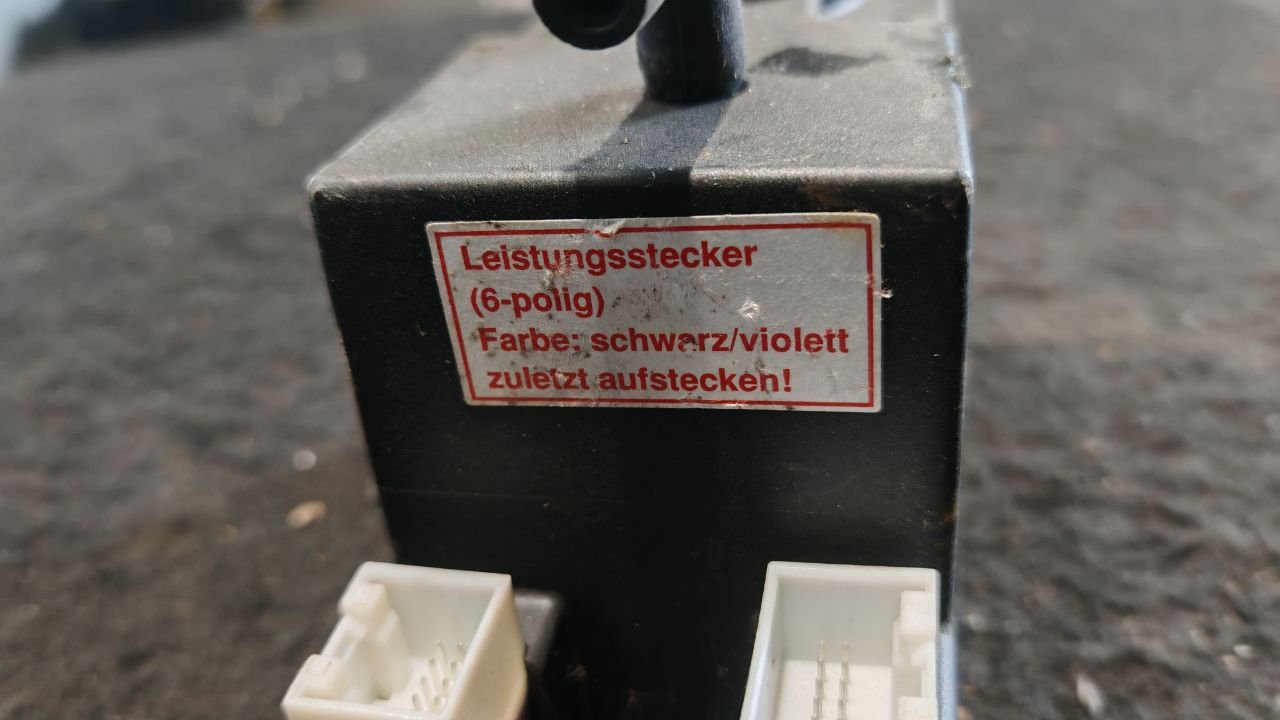 Leistungsstecker
(6-polig)
Farbe: schwarz/violett
zuletzt aufstecken!